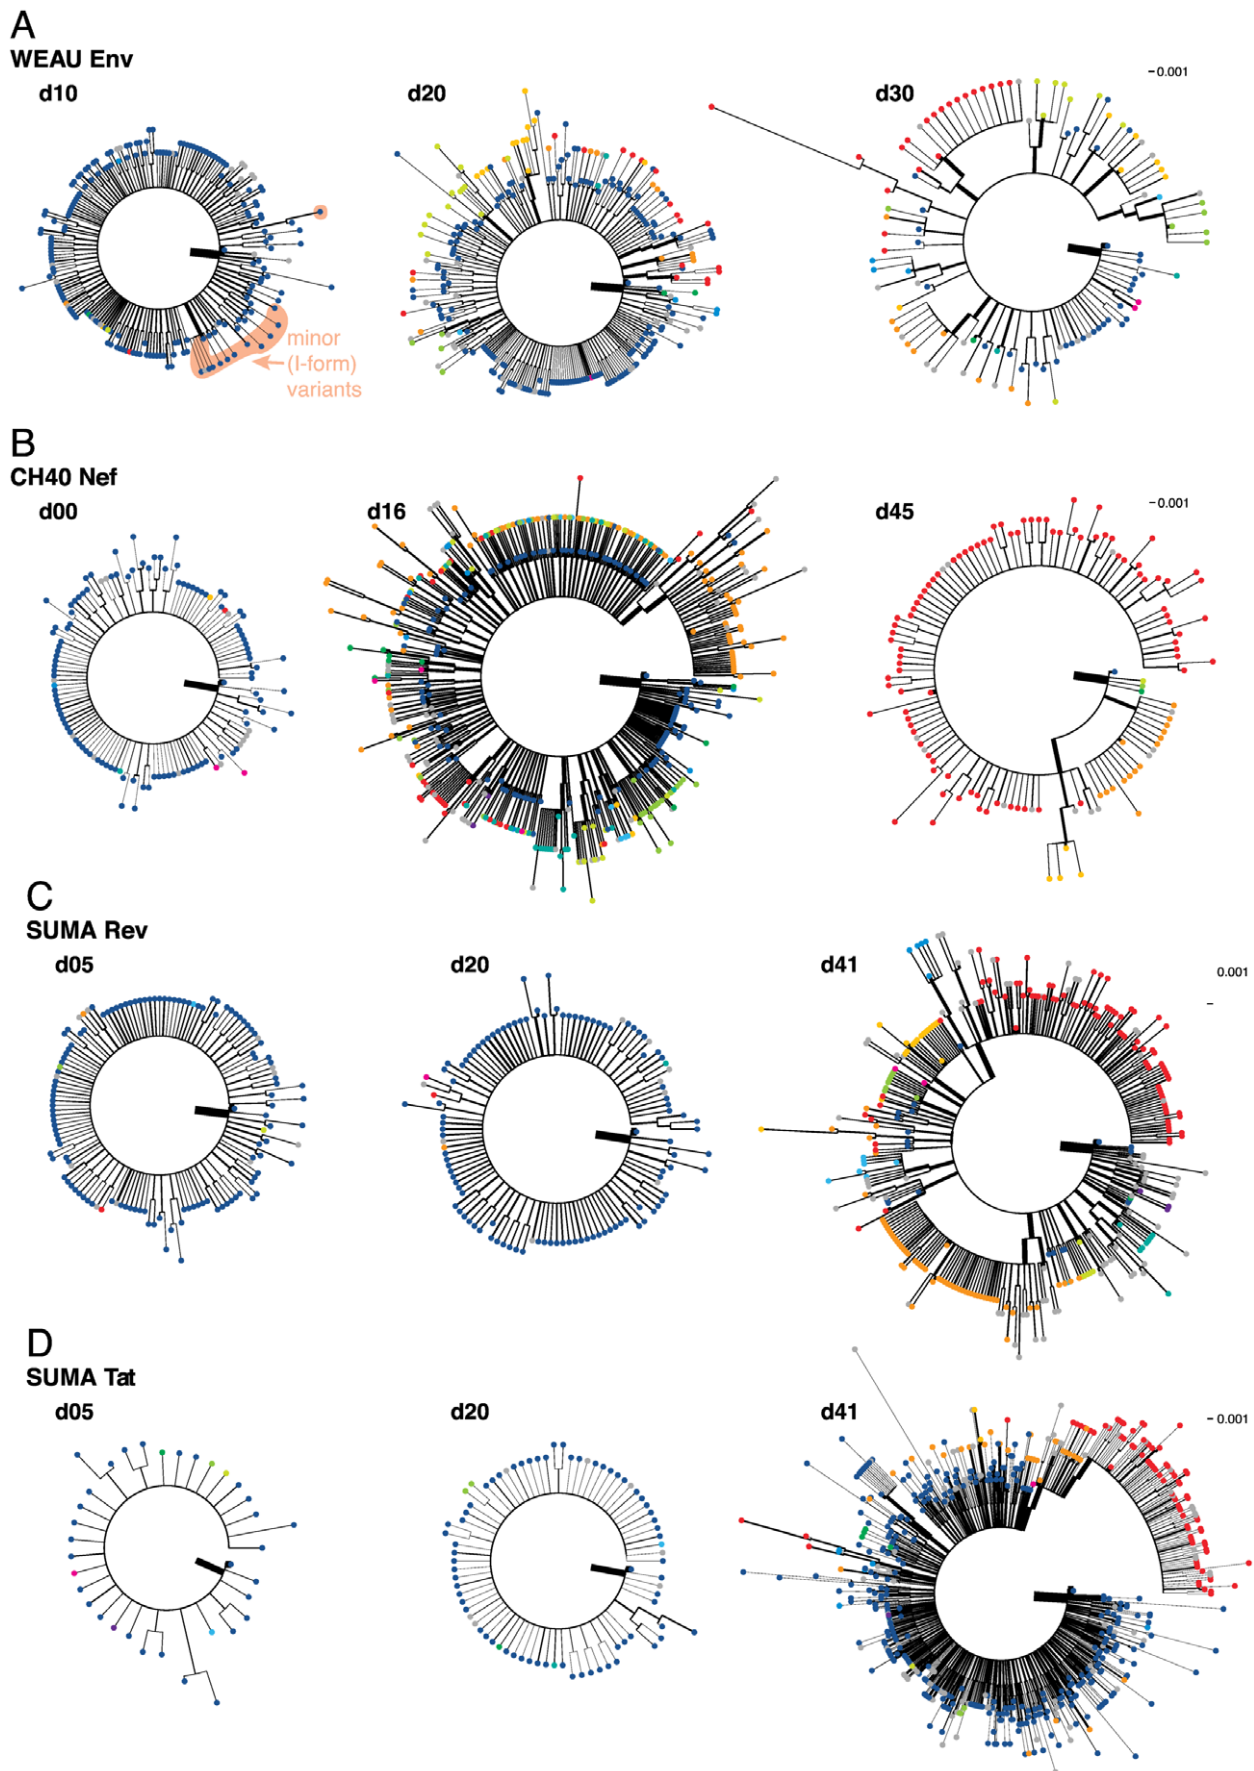 A
WEAU Env
d10
d20
d30
0.001
minor
(I-form)
variants
B
CH40 Nef
d00
d16
d45
0.001
C
SUMA Rev
d05
d20
d41
0.001
D
SUMA Tat
d05
d20
d41
0.001